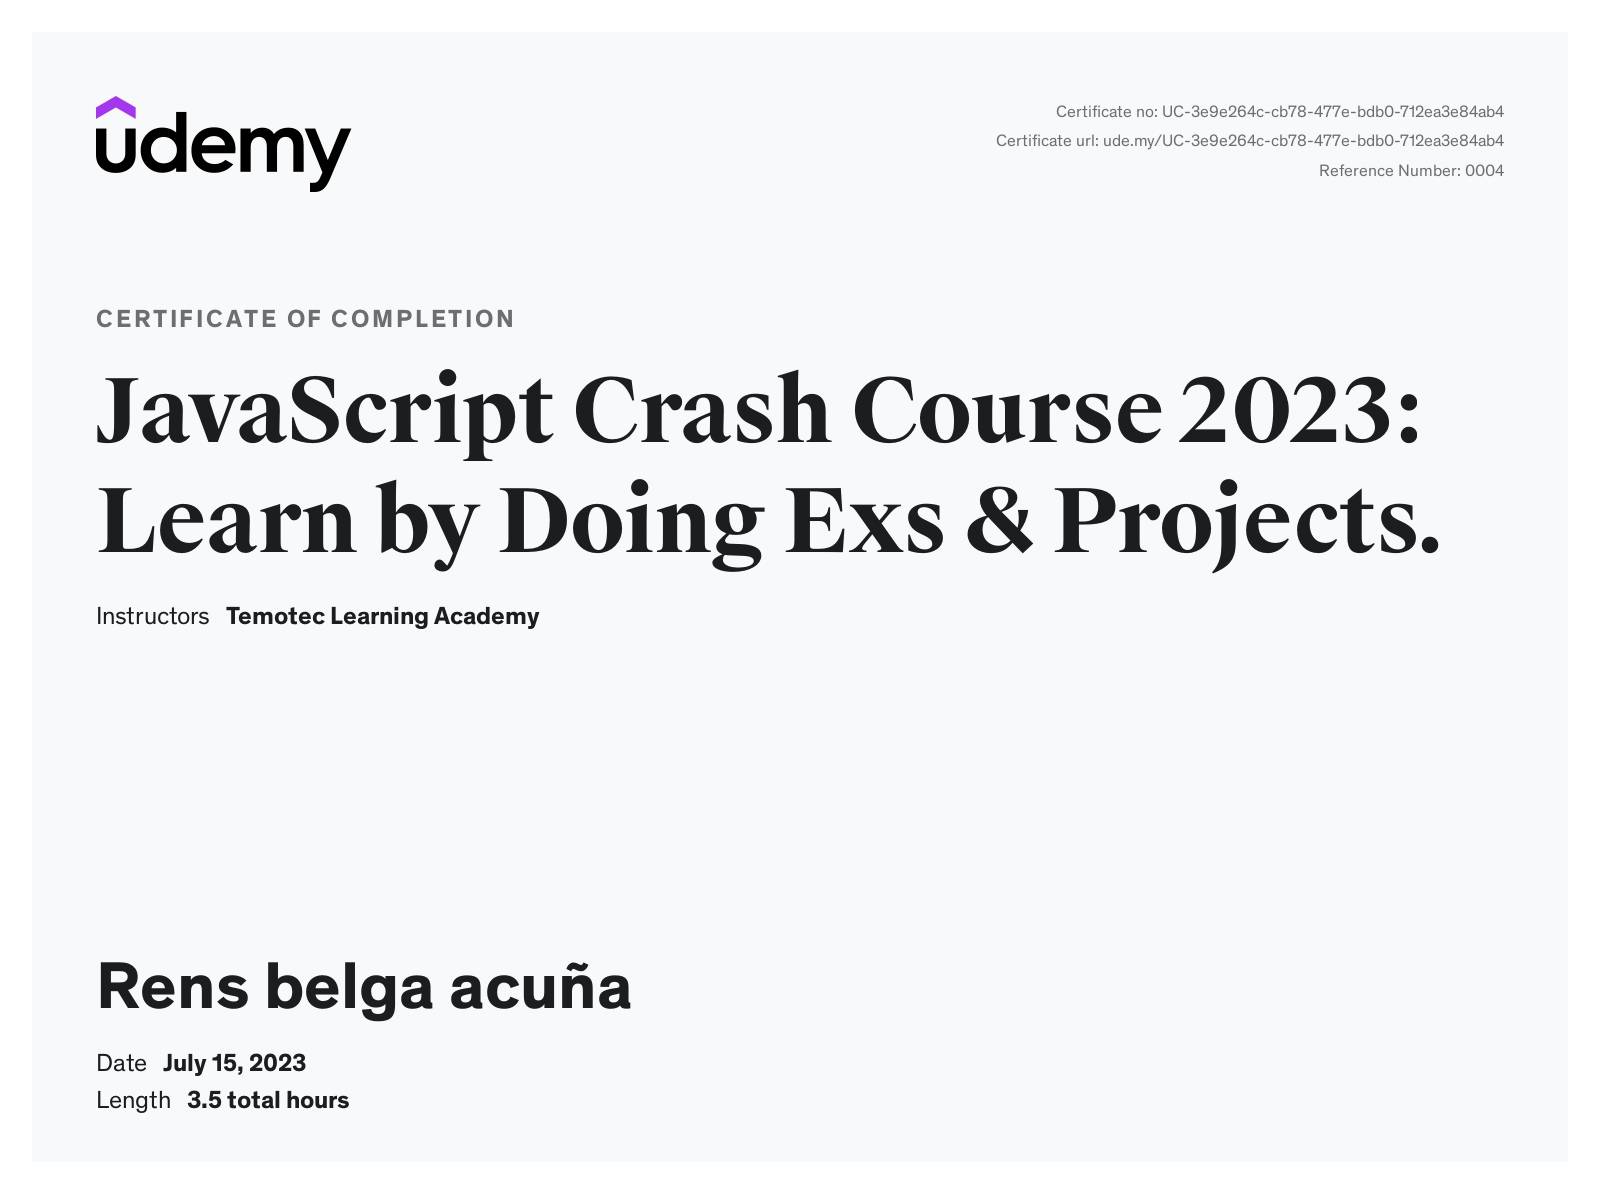 udemy
Certificate no: UC-3e9e264c-cb78-477e-bdb0-712ea3e84ab4
Certificate url: ude.my/UC-3e9e264c-cb78-477e-bdb0-712ea3e84ab4
Reference Number: 0004
CERTIFICATE OF COMPLETION
JavaScript Crash Course 2023:
Learn by Doing Exs & Projects.
Instructors Temotec Learning Academy
Rens belga acuña
Date July 15, 2023
Length 3.5 total hours